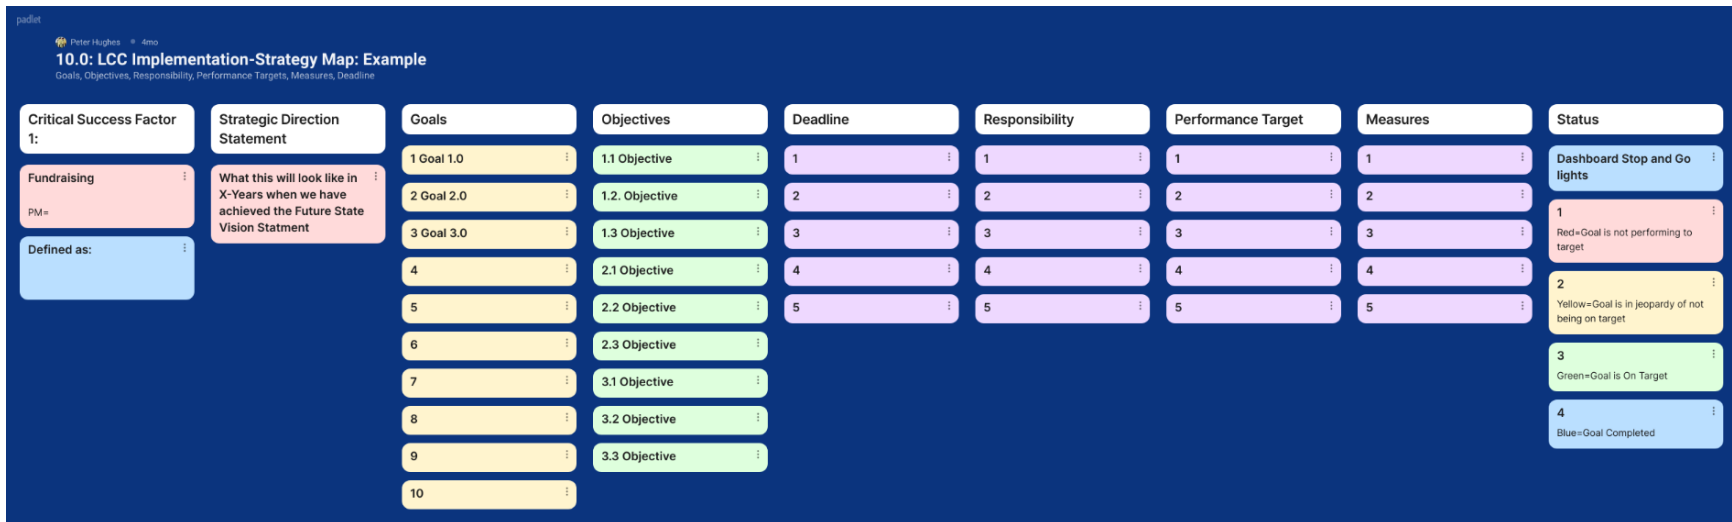 padlet
Peter Hughes • 4mo
10.0: LCC Implementation-Strategy Map: Example
Goals, Objectives, Responsibility, Performance Targets, Measures, Deadline
Critical Success Factor
1:
Fundraising
PM=
Defined as:
Strategic Direction
Statement
What this will look like in
X-Years when we have
achieved the Future State
Vision Statment
Goals
1 Goal 1.0
2 Goal 2.0
3 Goal 3.0
4
5
6
7
8
9
10
Objectives
1.1 Objective
1.2. Objective
1.3 Objective
2.1 Objective
2.2 Objective
2.3 Objective
3.1 Objective
3.2 Objective
3.3 Objective
Deadline
1
2
3
4
5
Responsibility
1
2
3
4
5
Performance Target
1
2
3
4
5
Measures
1
2
3
4
5
Status
Dashboard Stop and Go
lights
1
Red=Goal is not performing to
target
2
Yellow=Goal is in jeopardy of not
being on target
3
Green=Goal is On Target
4
Blue=Goal Completed